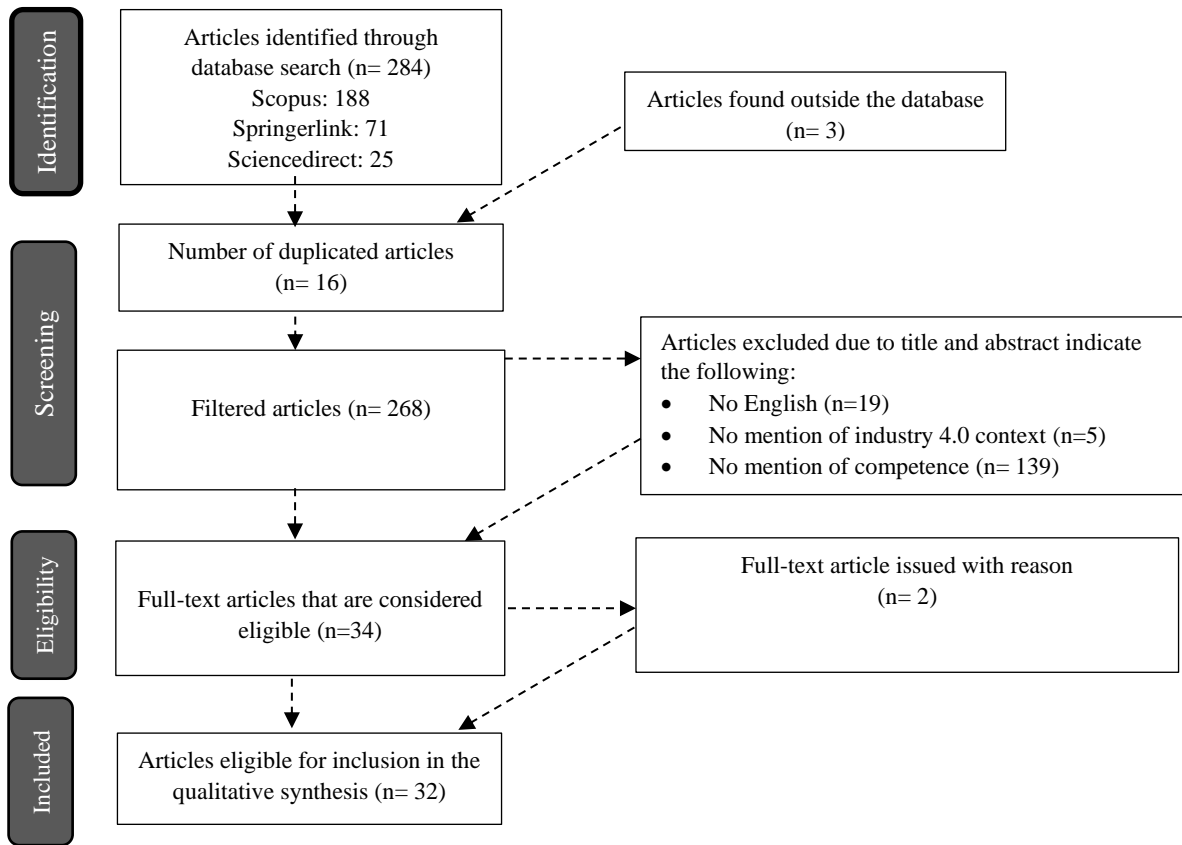 Identification
Articles identified through
database search (n= 284)
Scopus: 188
Springerlink: 71
Sciencedirect: 25
Articles found outside the database
(n= 3)
Screening
Number of duplicated articles
(n= 16)
Filtered articles (n= 268)
Articles excluded due to title and abstract indicate
the following:
• No English (n=19)
• No mention of industry 4.0 context (n=5)
• No mention of competence (n= 139)
Eligibility
Full-text articles that are considered
eligible (n=34)
Full-text article issued with reason
(n= 2)
Included
Articles eligible for inclusion in the
qualitative synthesis (n= 32)